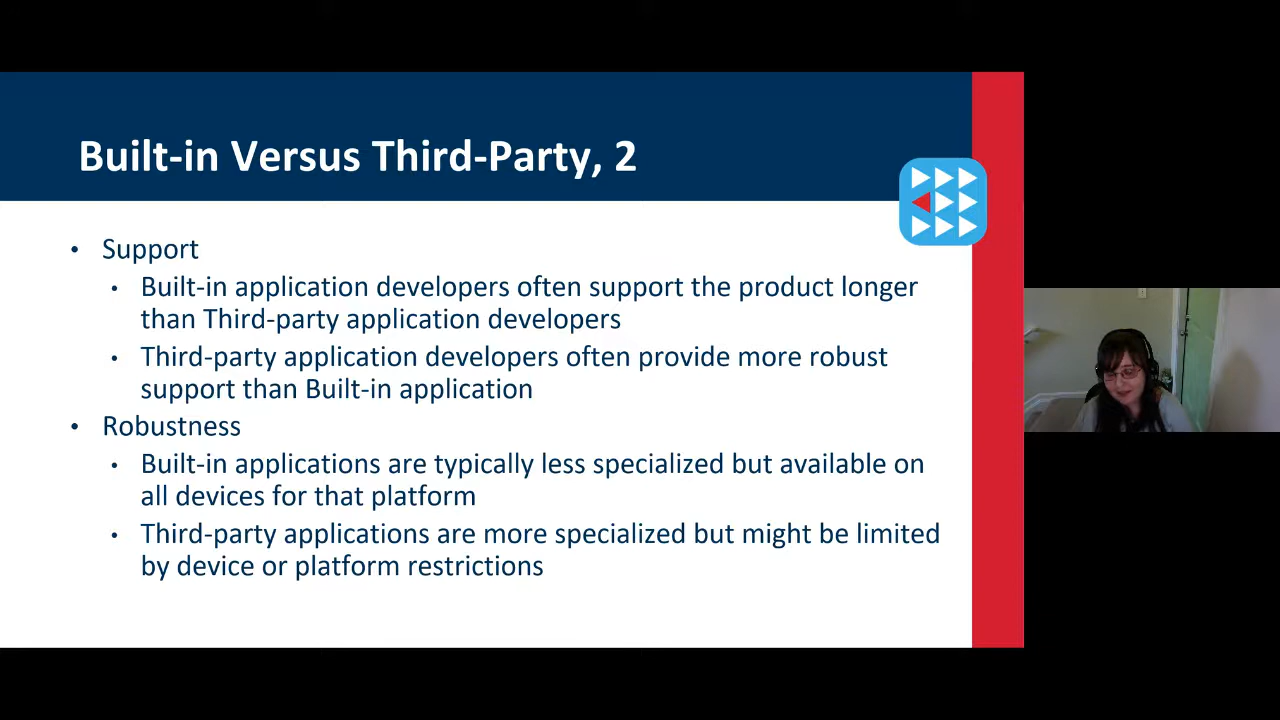 Built-in Versus Third-Party, 2
• Support
• Built-in application developers often support the product longer
than Third-party application developers
• Third-party application developers often provide more robust
support than Built-in application
• Robustness
• Built-in applications are typically less specialized but available on
all devices for that platform
• Third-party applications are more specialized but might be limited
by device or platform restrictions